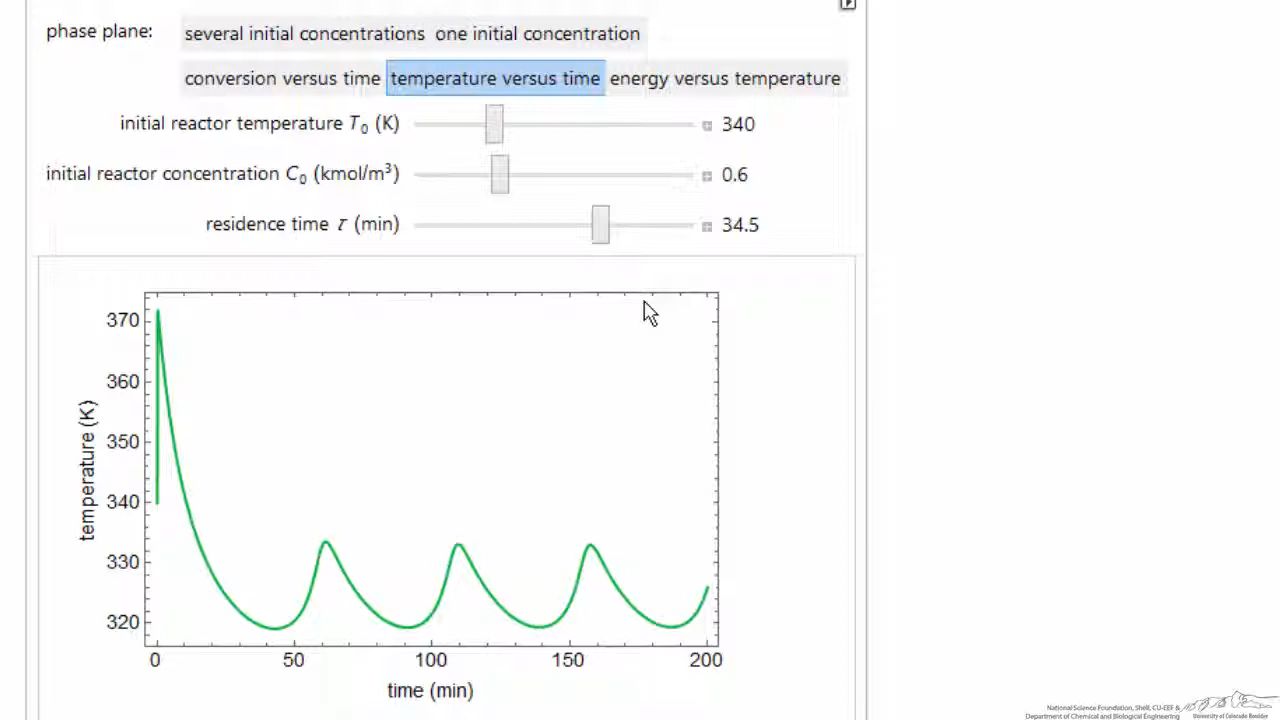 phase plane: several initial concentrations one initial concentration
conversion versus time temperature versus time energy versus temperature
initial reactor temperature T₀ (K) 340
initial reactor concentration C₀ (kmol/m³) 0.6
residence time τ (min) 34.5
370
360
350
340
330
320
temperature (K)
0 50 100 150 200
time (min)
National Science Foundation, Shell, CU-EEF &
Department of Chemical and Biological Engineering
University of Colorado Boulder